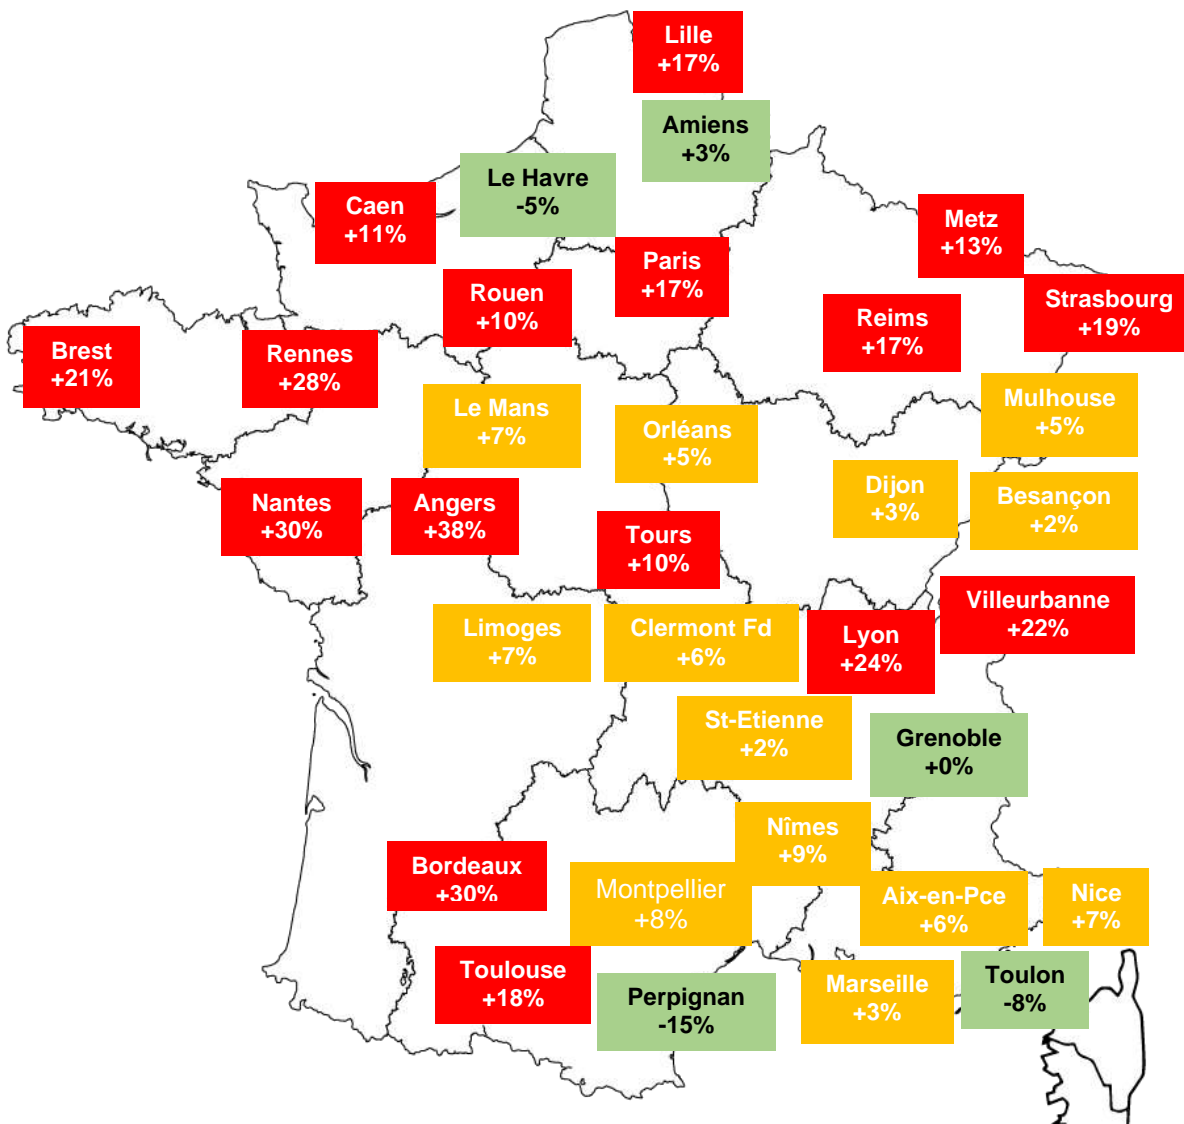 Lille
+17%
Amiens
+3%
Le Havre
-5%
Caen
+11%
Metz
+13%
Paris
+17%
Rouen
+10%
Strasbourg
+19%
Reims
+17%
Brest
+21%
Rennes
+28%
Le Mans
+7%
Orléans
+5%
Mulhouse
+5%
Dijon
+3%
Besançon
+2%
Nantes
+30%
Angers
+38%
Tours
+10%
Villeurbanne
+22%
Limoges
+7%
Clermont Fd
+6%
Lyon
+24%
St-Etienne
+2%
Grenoble
+0%
Nîmes
+9%
Bordeaux
+30%
Montpellier
+8%
Aix-en-Pce
+6%
Nice
+7%
Toulouse
+18%
Perpignan
-15%
Marseille
+3%
Toulon
-8%